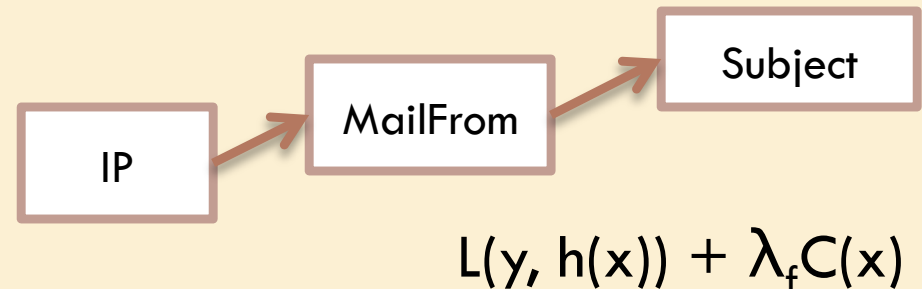 IP
MailFrom
Subject
L(y, h(x)) + λfC(x)